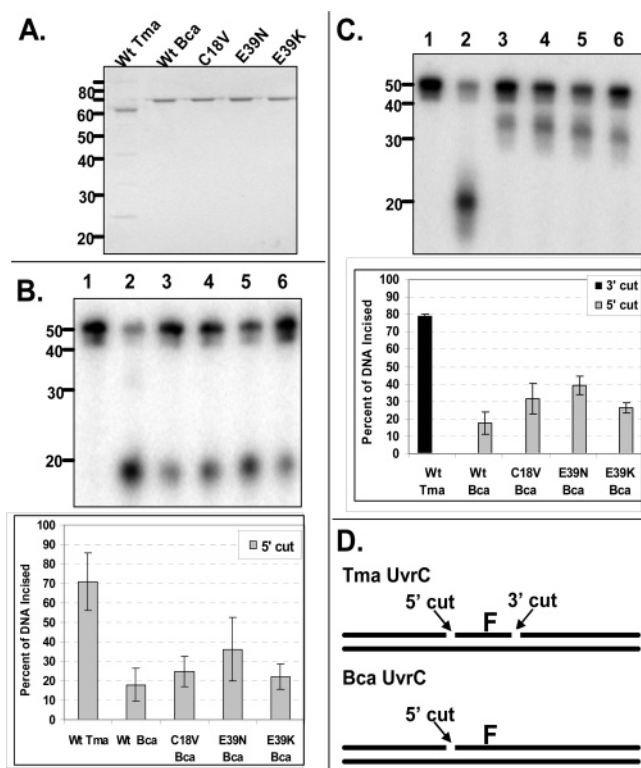 A.
Wt Tma
Wt Bca
C18V
E39N
E39K
80
60
50
40
30
20
B.
1 2 3 4 5 6
50
40
30
20
Percent of DNA Incised
100
90
80
70
60
50
40
30
20
10
0
5' cut
Wt Tma Wt Bca C18V Bca E39N Bca E39K Bca
C.
1 2 3 4 5 6
50
40
30
20
Percent of DNA Incised
100
90
80
70
60
50
40
30
20
10
0
3' cut
5' cut
Wt Tma Wt Bca C18V Bca E39N Bca E39K Bca
D.
Tma UvrC
5' cut F 3' cut
Bca UvrC
5' cut F